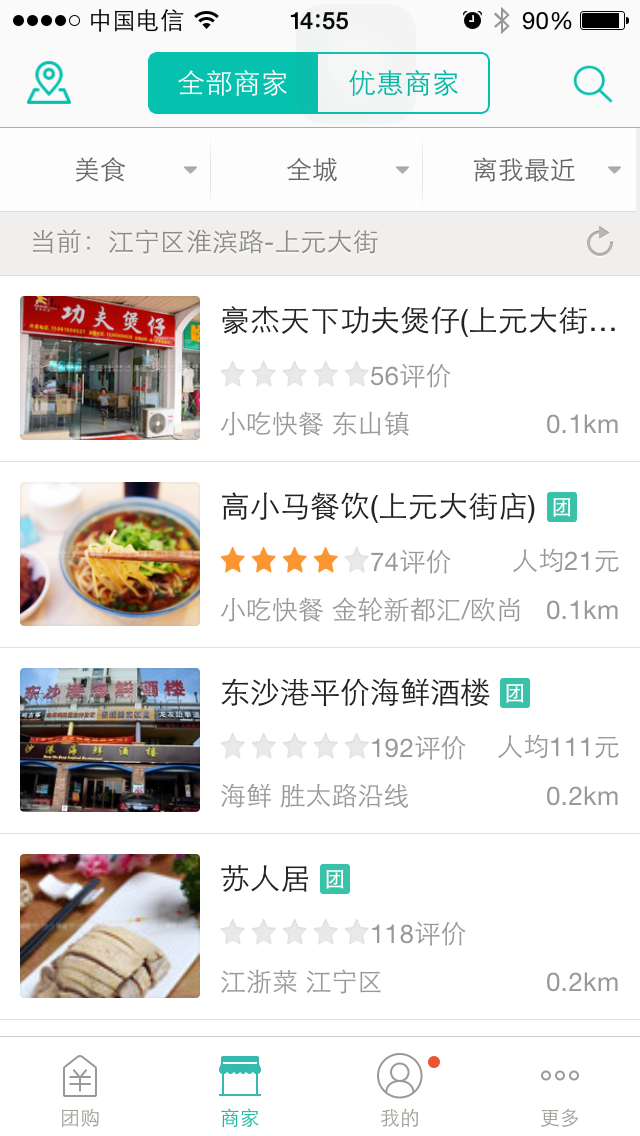 中国电信 14:55 90%
全部商家 优惠商家
美食 全城 离我最近
当前：江宁区淮滨路-上元大街
功夫煲仔
豪杰天下功夫煲仔(上元大街...
56评价
小吃快餐 东山镇 0.1km
高小马餐饮(上元大街店) 团
74评价 人均21元
小吃快餐 金轮新都汇/欧尚 0.1km
东沙港海鲜酒楼
沙港海鲜酒楼
东沙港平价海鲜酒楼 团
192评价 人均111元
海鲜 胜太路沿线 0.2km
苏人居 团
118评价
江浙菜 江宁区 0.2km
团购 商家 我的 更多